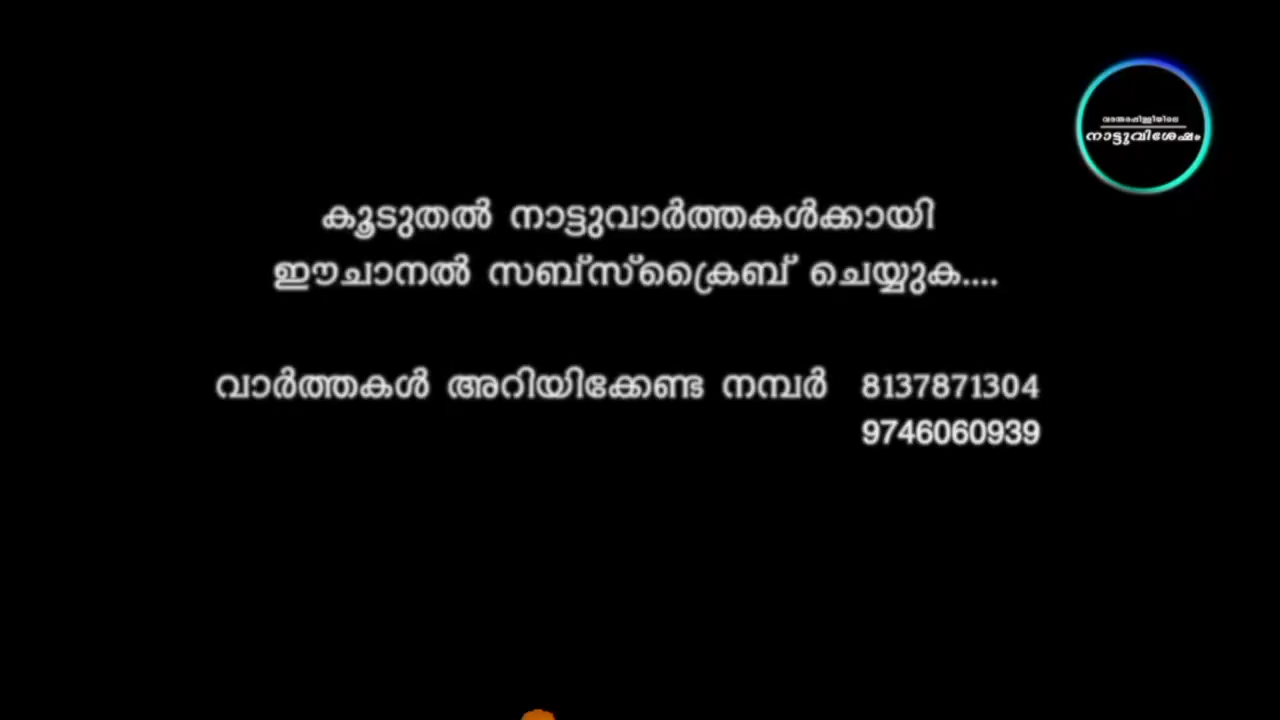 നാട്ടുവിശേഷം
കൂടുതൽ നാട്ടുവാർത്തകൾക്കായി
ഈചാനൽ സബ്സ്ക്രൈബ് ചെയ്യുക....
വാർത്തകൾ അറിയിക്കേണ്ട നമ്പർ 8137871304
9746060939